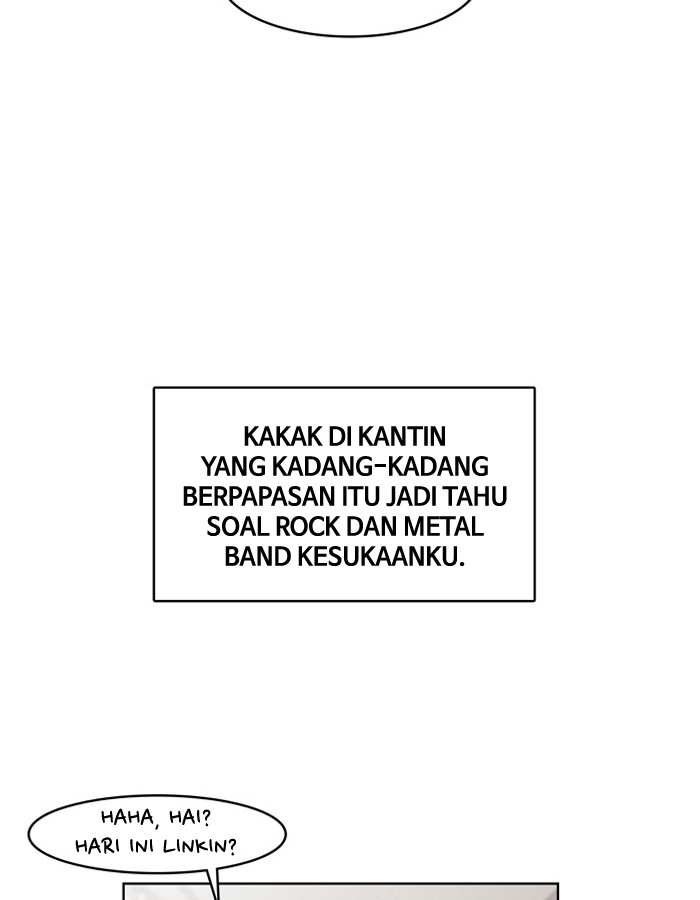 KAKAK DI KANTIN
YANG KADANG-KADANG
BERPAPASAN ITU JADI TAHU
SOAL ROCK DAN METAL
BAND KESUKAANKU.
HAHA, HAI?
HARI INI LINKIN?